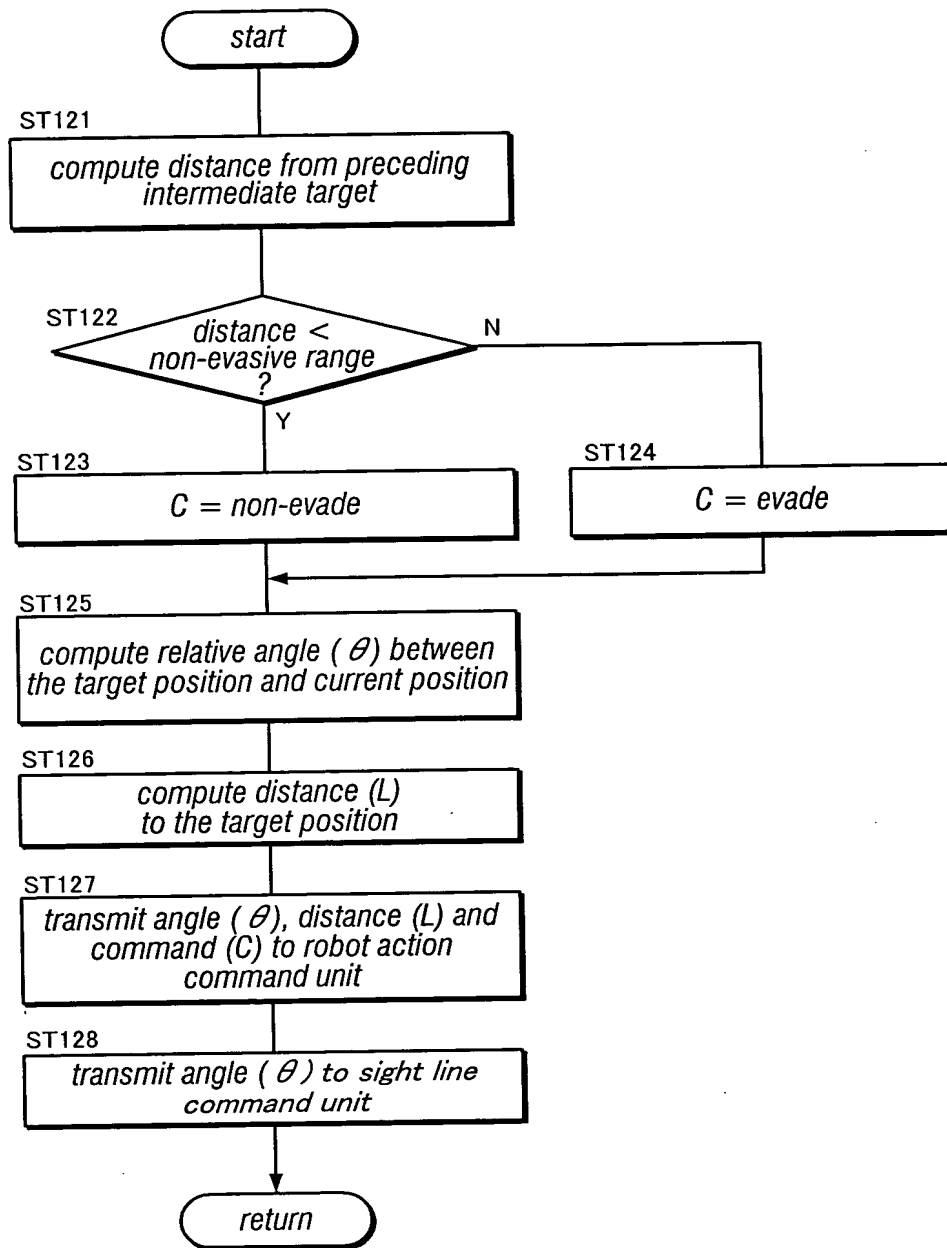 start
ST121
compute distance from preceding
intermediate target
ST122
distance <
non-evasive range
?
N
Y
ST123
C = non-evade
ST124
C = evade
ST125
compute relative angle ( θ ) between
the target position and current position
ST126
compute distance (L)
to the target position
ST127
transmit angle ( θ ), distance (L) and
command (C) to robot action
command unit
ST128
transmit angle ( θ ) to sight line
command unit
return